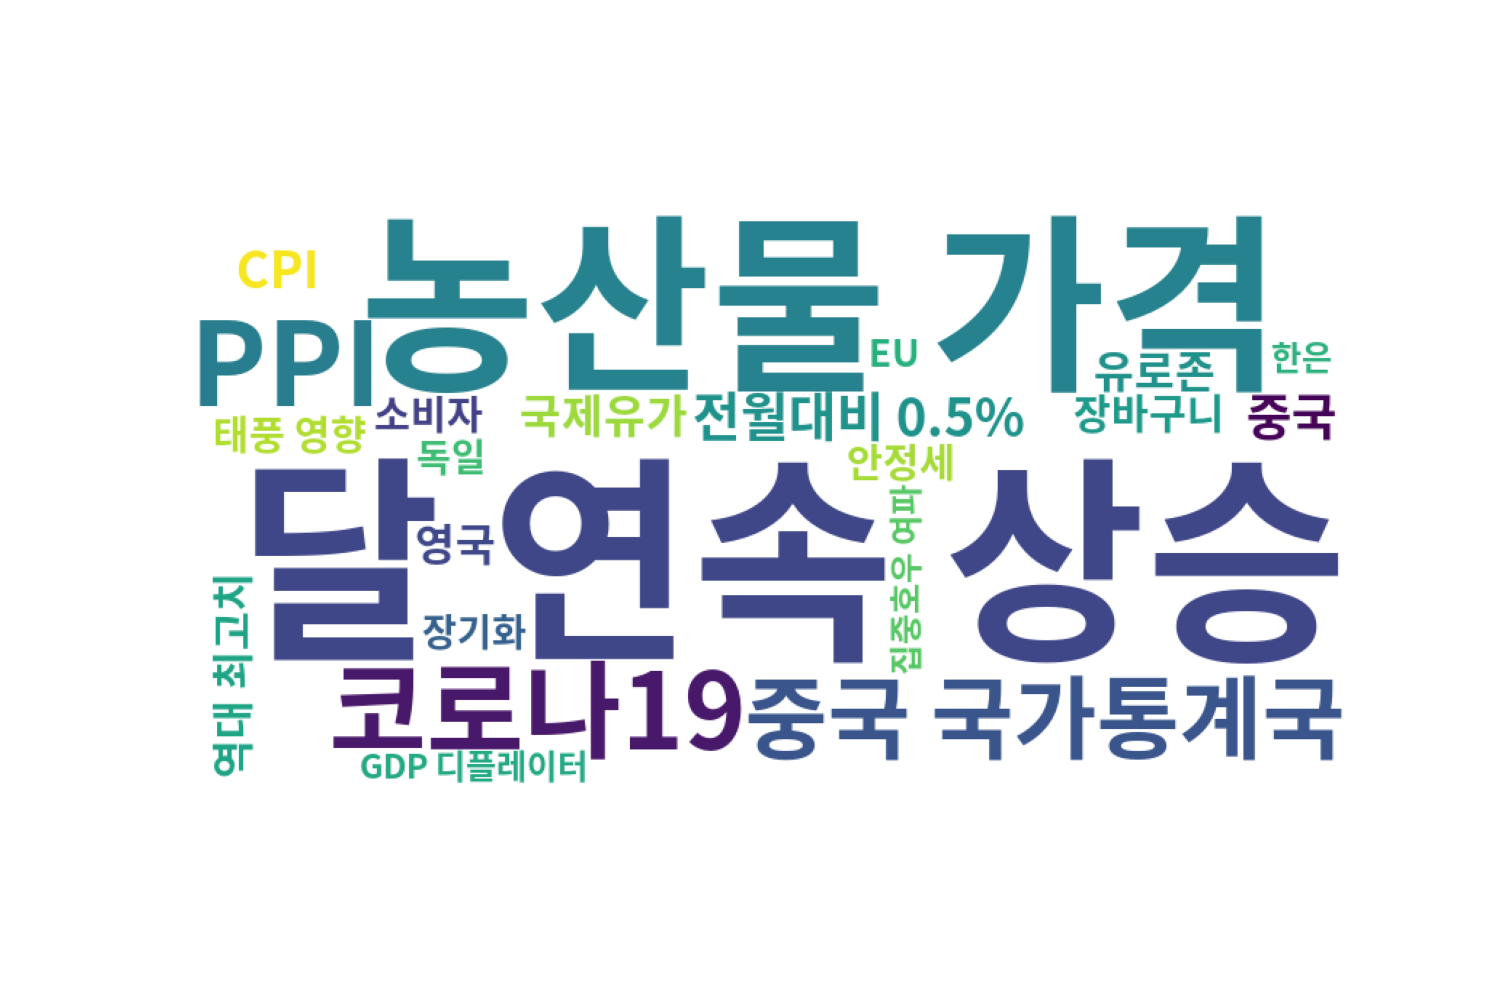 농산물 가격
CPI
PPI
EU
유로존
한은
태풍 영향
소비자
국제유가
전월대비 0.5%
장바구니
중국
독일
안정세
달 연속 상승
영국
집중호우 여파
장기화
역대 최고치
코로나19
중국 국가통계국
GDP 디플레이터